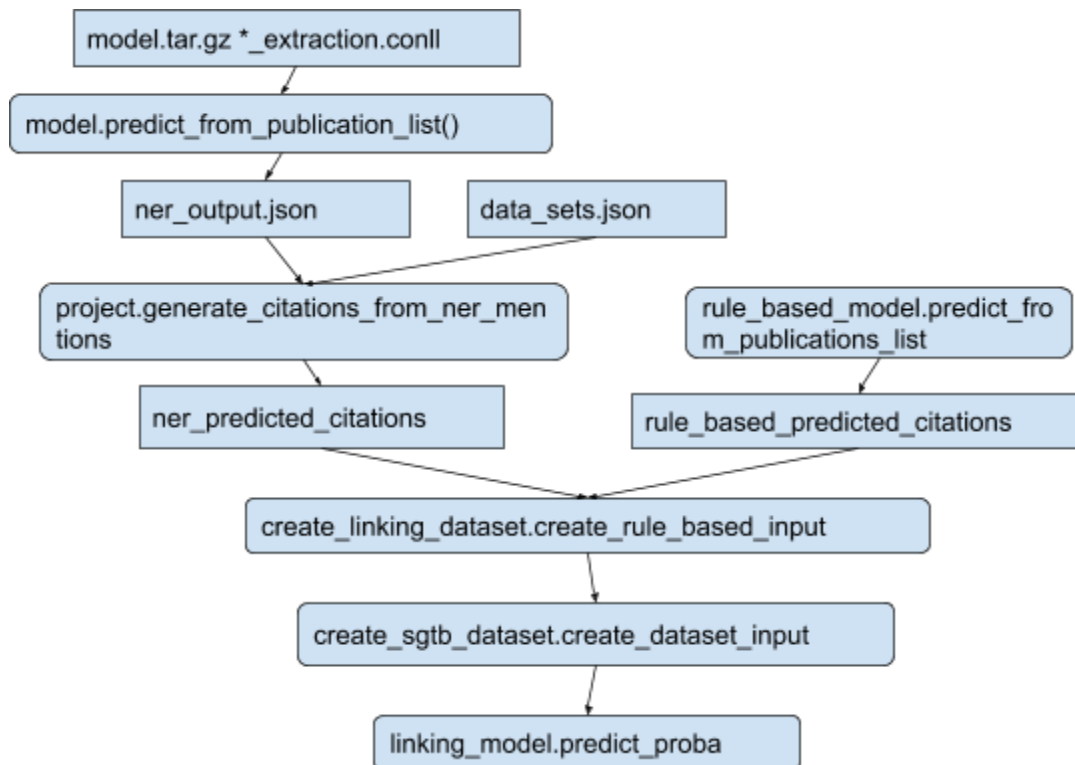 model.tar.gz *_extraction.conll
model.predict_from_publication_list()
ner_output.json
data_sets.json
project.generate_citations_from_ner_men
tions
rule_based_model.predict_fro
m_publications_list
ner_predicted_citations
rule_based_predicted_citations
create_linking_dataset.create_rule_based_input
create_sgtb_dataset.create_dataset_input
linking_model.predict_proba